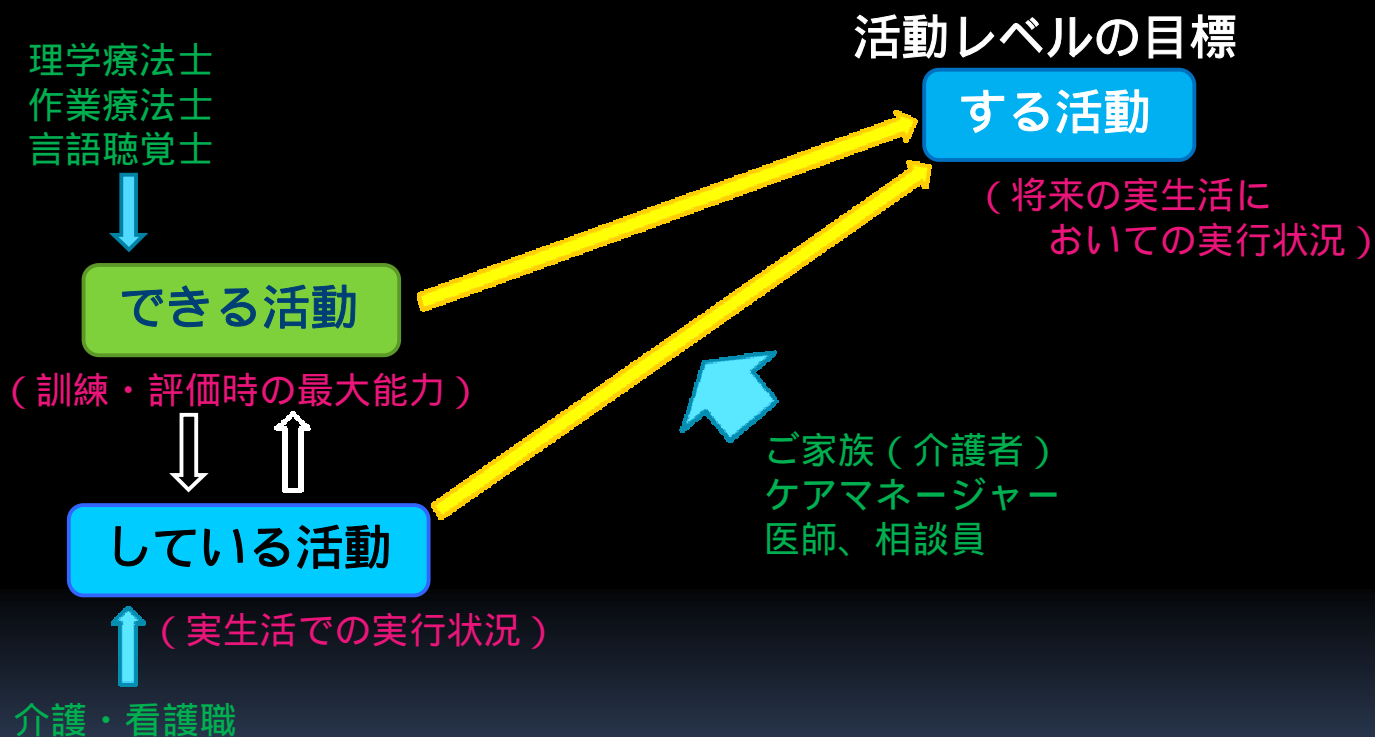 活動レベルの目標
理学療法士
作業療法士
言語聴覚士
する活動
(将来の実生活に
おいての実行状況)
できる活動
(訓練・評価時の最大能力)
ご家族(介護者)
ケアマネージャー
医師、相談員
している活動
(実生活での実行状況)
介護・看護職